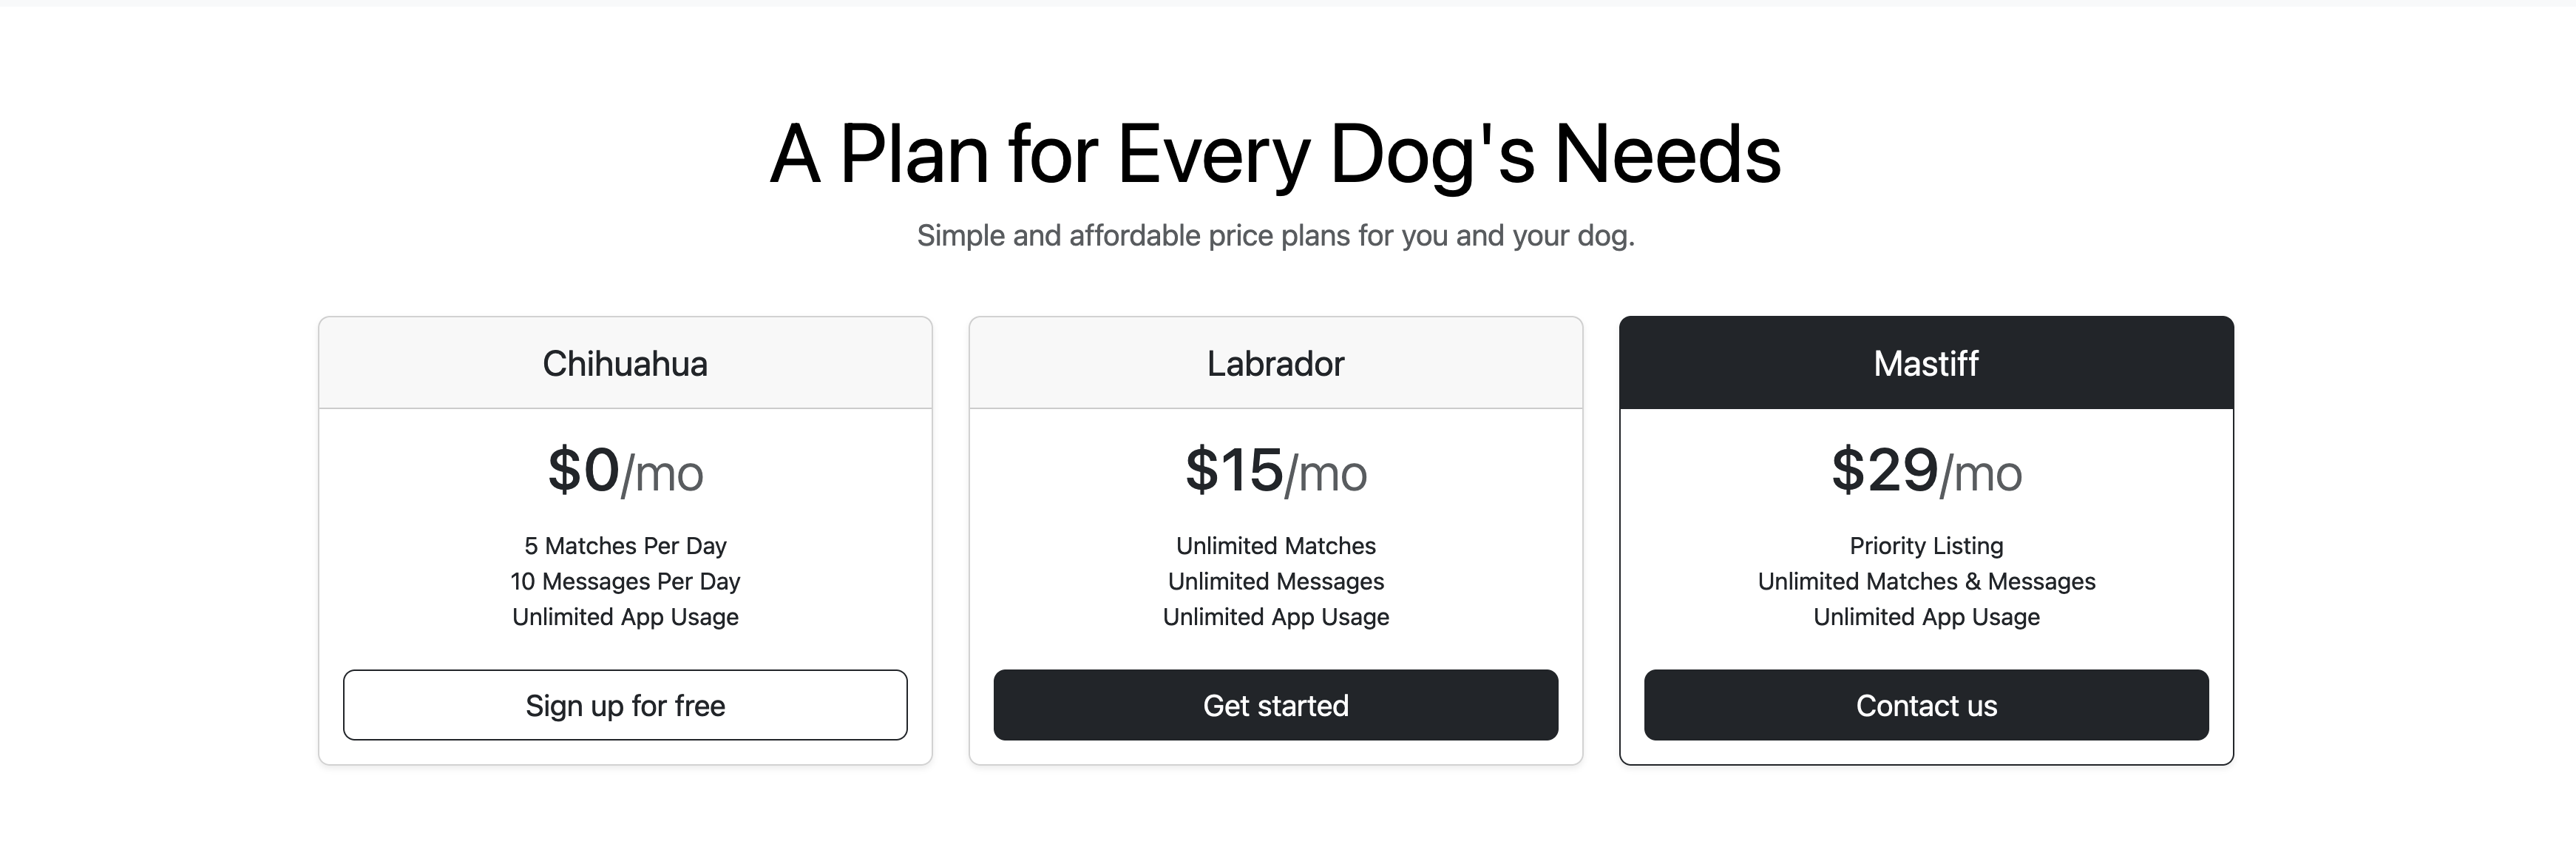 A Plan for Every Dog's Needs
Simple and affordable price plans for you and your dog.
Chihuahua
$0/mo
5 Matches Per Day
10 Messages Per Day
Unlimited App Usage
Sign up for free
Labrador
$15/mo
Unlimited Matches
Unlimited Messages
Unlimited App Usage
Get started
Mastiff
$29/mo
Priority Listing
Unlimited Matches & Messages
Unlimited App Usage
Contact us